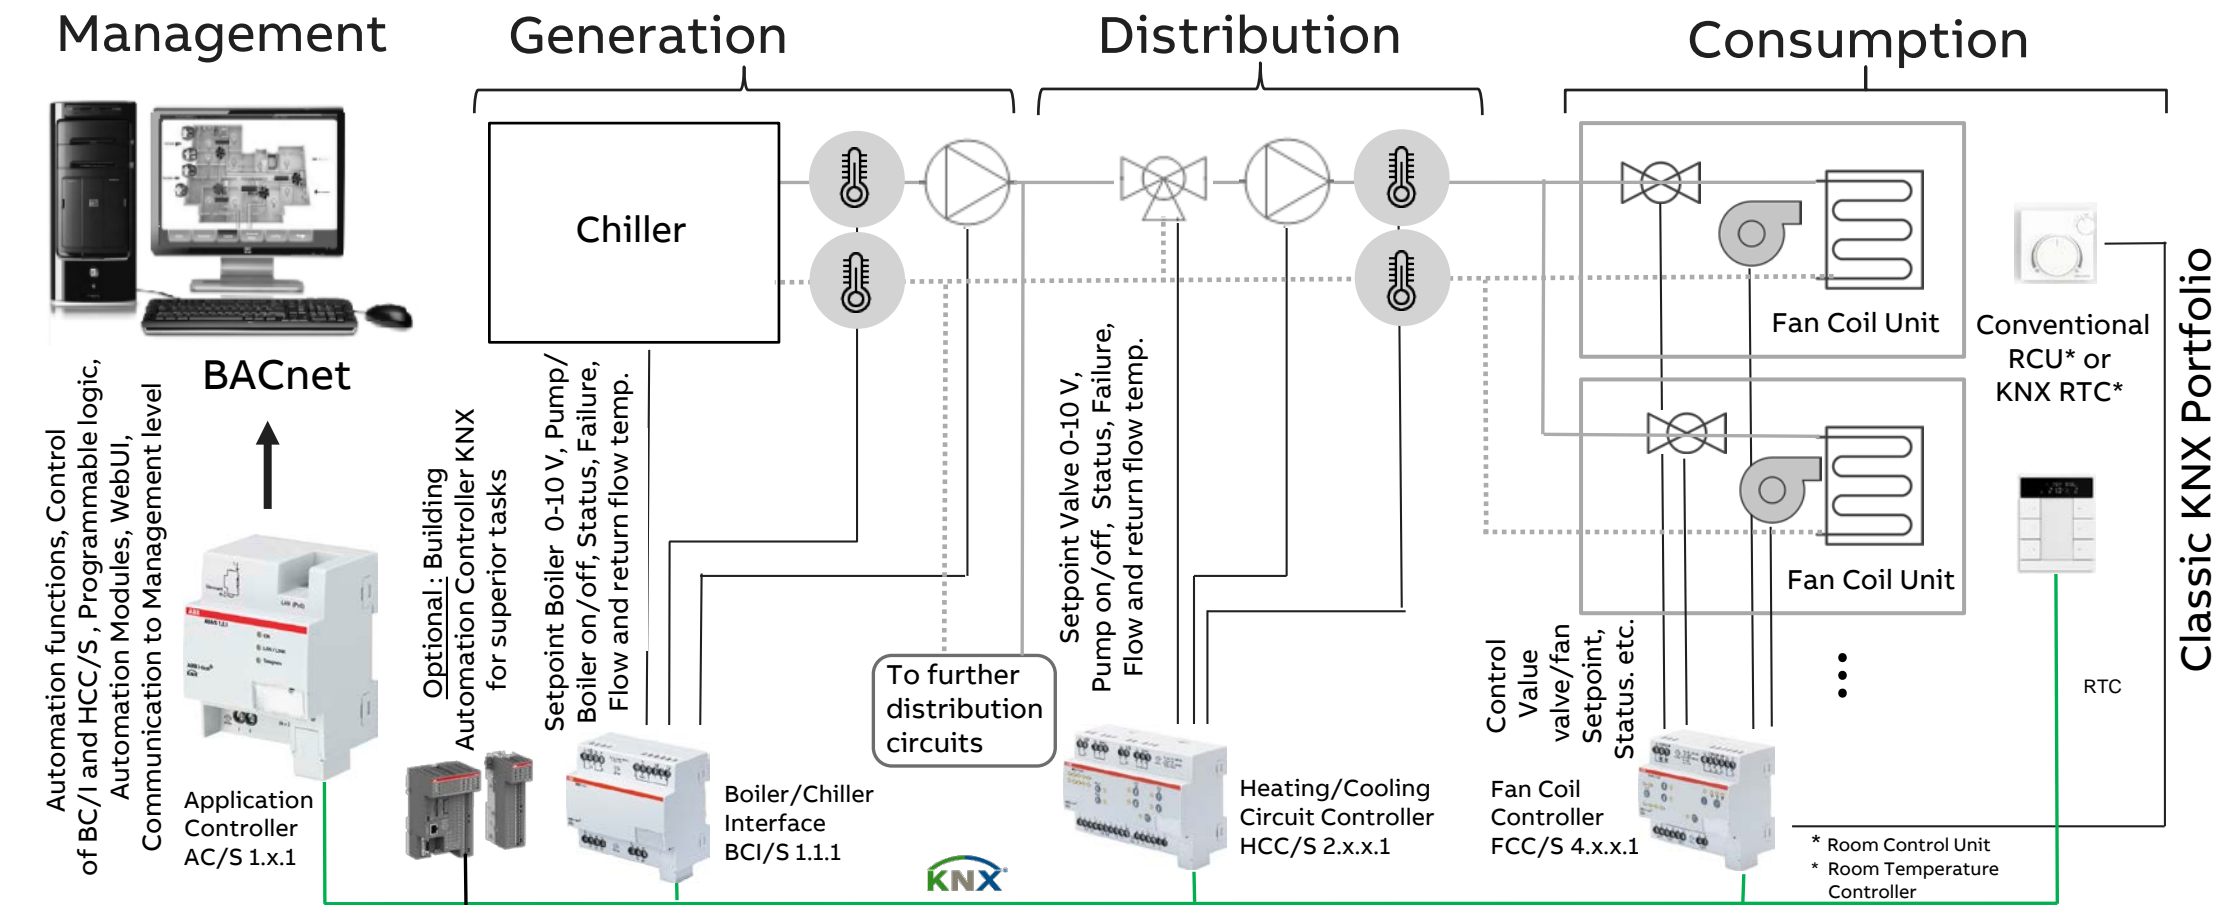 Management
Generation
Distribution
Consumption
Chiller
BACnet
Automation functions, Control
of BC/I and HCC/S , Programmable logic,
Automation Modules, WebUI,
Communication to Management level
Optional : Building
Automation Controller KNX
for superior tasks
Setpoint Boiler 0-10 V, Pump/
Boiler on/off, Status, Failure,
Flow and return flow temp.
Setpoint Valve 0-10 V,
Pump on/off, Status, Failure,
Flow and return flow temp.
Fan Coil Unit
Fan Coil Unit
Conventional
RCU* or
KNX RTC*
Classic KNX Portfolio
To further
distribution
circuits
Control
Value
valve/fan
Setpoint,
Status. etc.
RTC
LAN (PoE)
ABB
Application
Controller
AC/S 1.x.1
Boiler/Chiller
Interface
BCI/S 1.1.1
KNX
Heating/Cooling
Circuit Controller
HCC/S 2.x.x.1
Fan Coil
Controller
FCC/S 4.x.x.1
* Room Control Unit
* Room Temperature
Controller